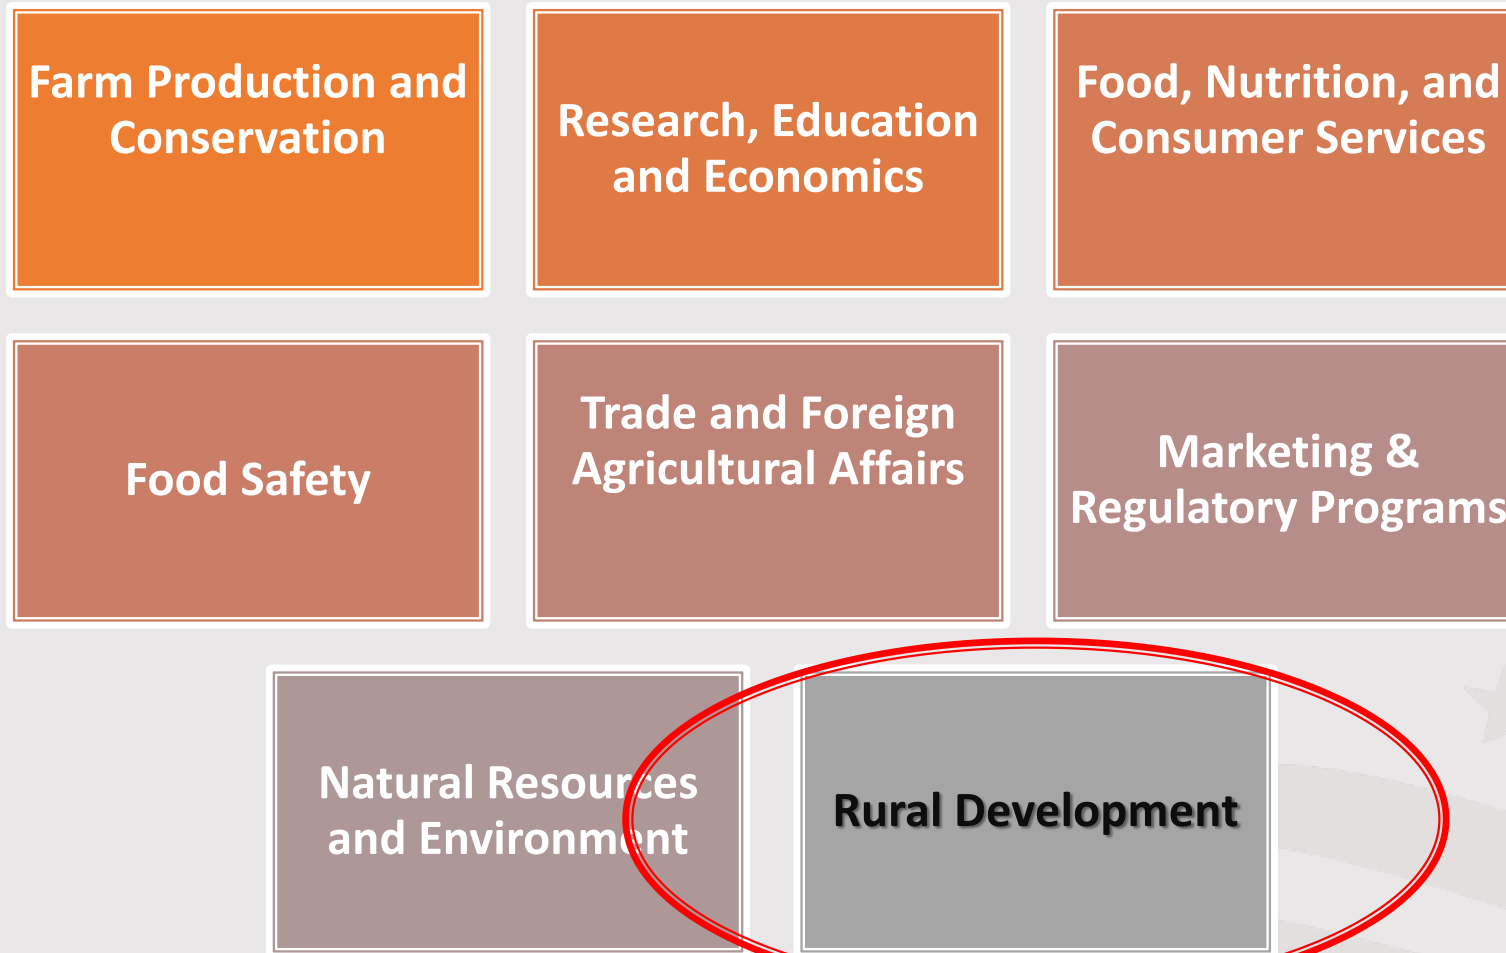 Farm Production and
Conservation
Research, Education
and Economics
Food, Nutrition, and
Consumer Services
Food Safety
Trade and Foreign
Agricultural Affairs
Marketing &
Regulatory Programs
Natural Resources
and Environment
Rural Development